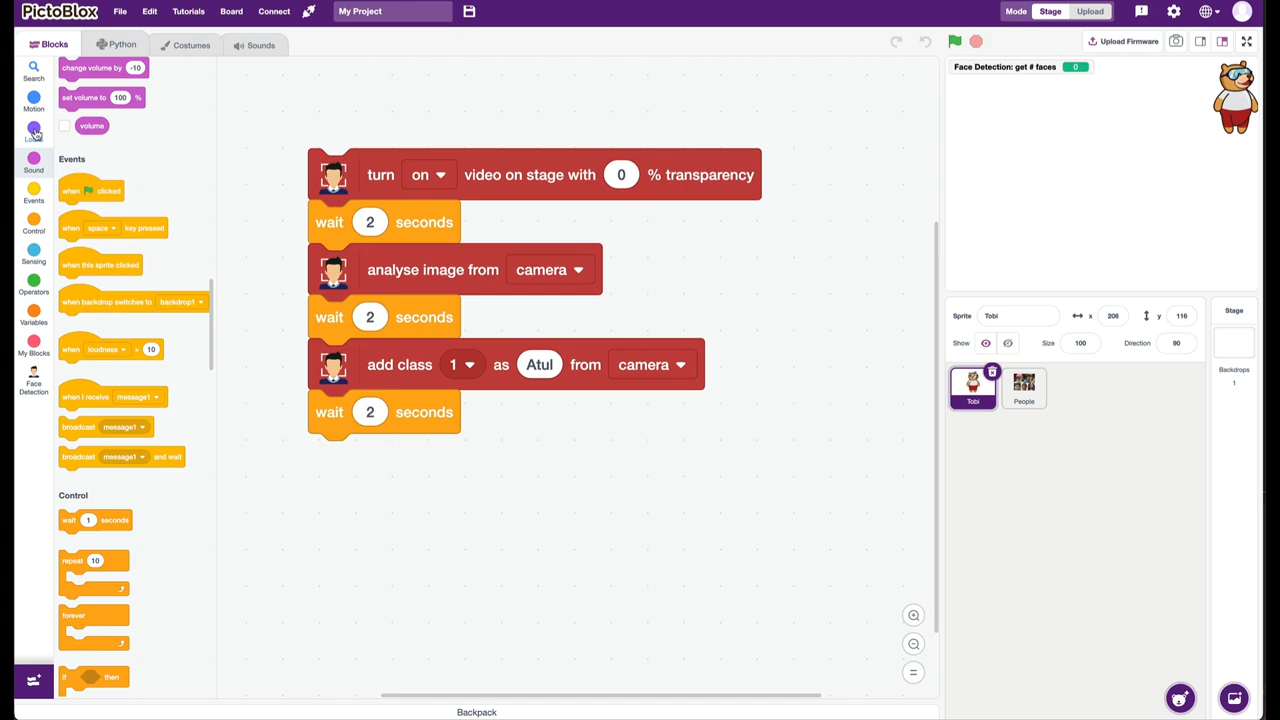 PictoBlox File Edit Tutorials Board Connect My Project Mode Stage Upload
Blocks Python Costumes Sounds Upload Firmware
Search
Motion
Looks
Sound
Events
Control
Sensing
Operators
Variables
My Blocks
Face
Detection
change volume by -10
set volume to 100 %
volume
Events
when clicked
when space key pressed
when this sprite clicked
when backdrop switches to backdrop1
when loudness > 10
when I receive message1
broadcast message1
broadcast message1 and wait
Control
wait 1 seconds
repeat 10
forever
if then
turn on video on stage with 0 % transparency
wait 2 seconds
analyse image from camera
wait 2 seconds
add class 1 as Atul from camera
wait 2 seconds
Face Detection: get # faces 0
Sprite Tobi x 206 y 116
Show Size 100 Direction 90
Tobi
People
Stage
Backdrops
1
Backpack